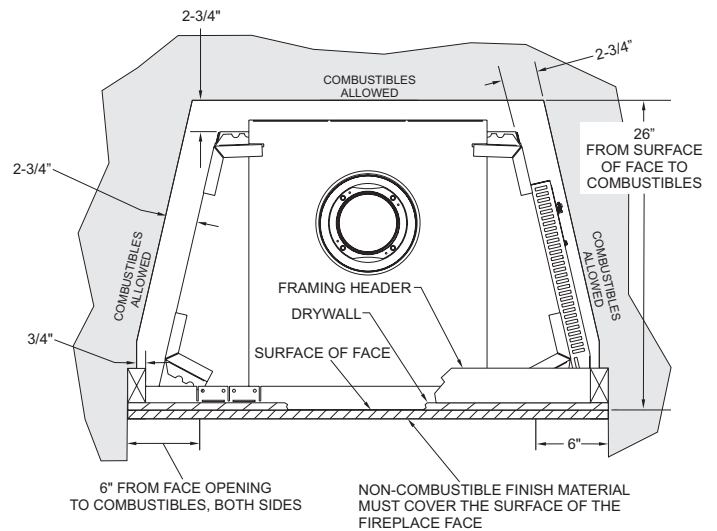 2-3/4"
2-3/4"
COMBUSTIBLES
ALLOWED
26"
FROM SURFACE
OF FACE TO
COMBUSTIBLES
2-3/4"
COMBUSTIBLES
ALLOWED
COMBUSTIBLES
ALLOWED
FRAMING HEADER
DRYWALL
3/4"
SURFACE OF FACE
6"
6" FROM FACE OPENING
TO COMBUSTIBLES, BOTH SIDES
NON-COMBUSTIBLE FINISH MATERIAL
MUST COVER THE SURFACE OF THE
FIREPLACE FACE